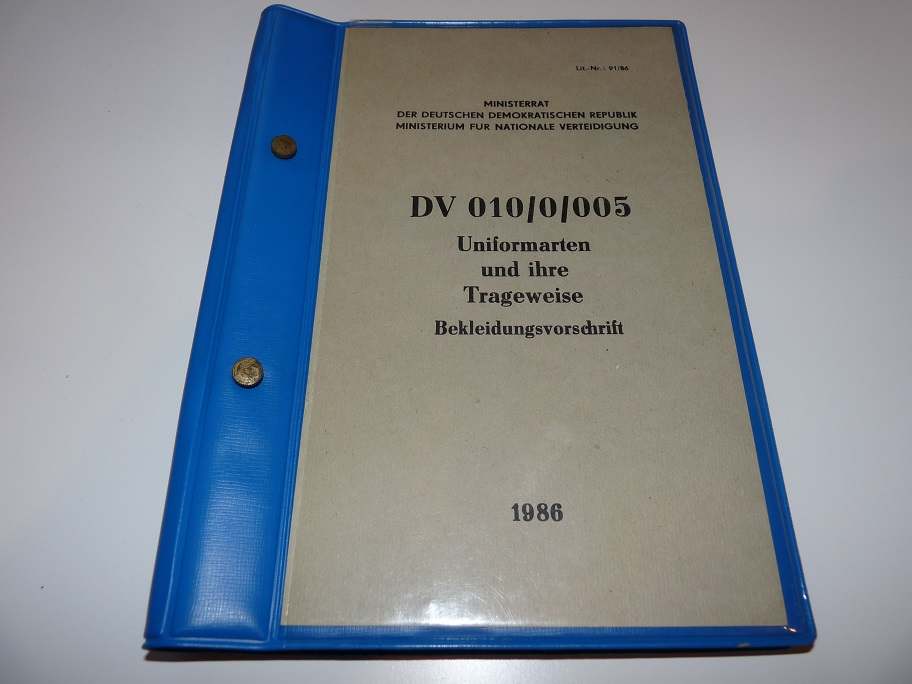 Lit.-Nr.: 91/86
MINISTERRAT
DER DEUTSCHEN DEMOKRATISCHEN REPUBLIK
MINISTERIUM FÜR NATIONALE VERTEIDIGUNG
DV 010/0/005
Uniformarten
und ihre
Trageweise
Bekleidungsvorschrift
1986